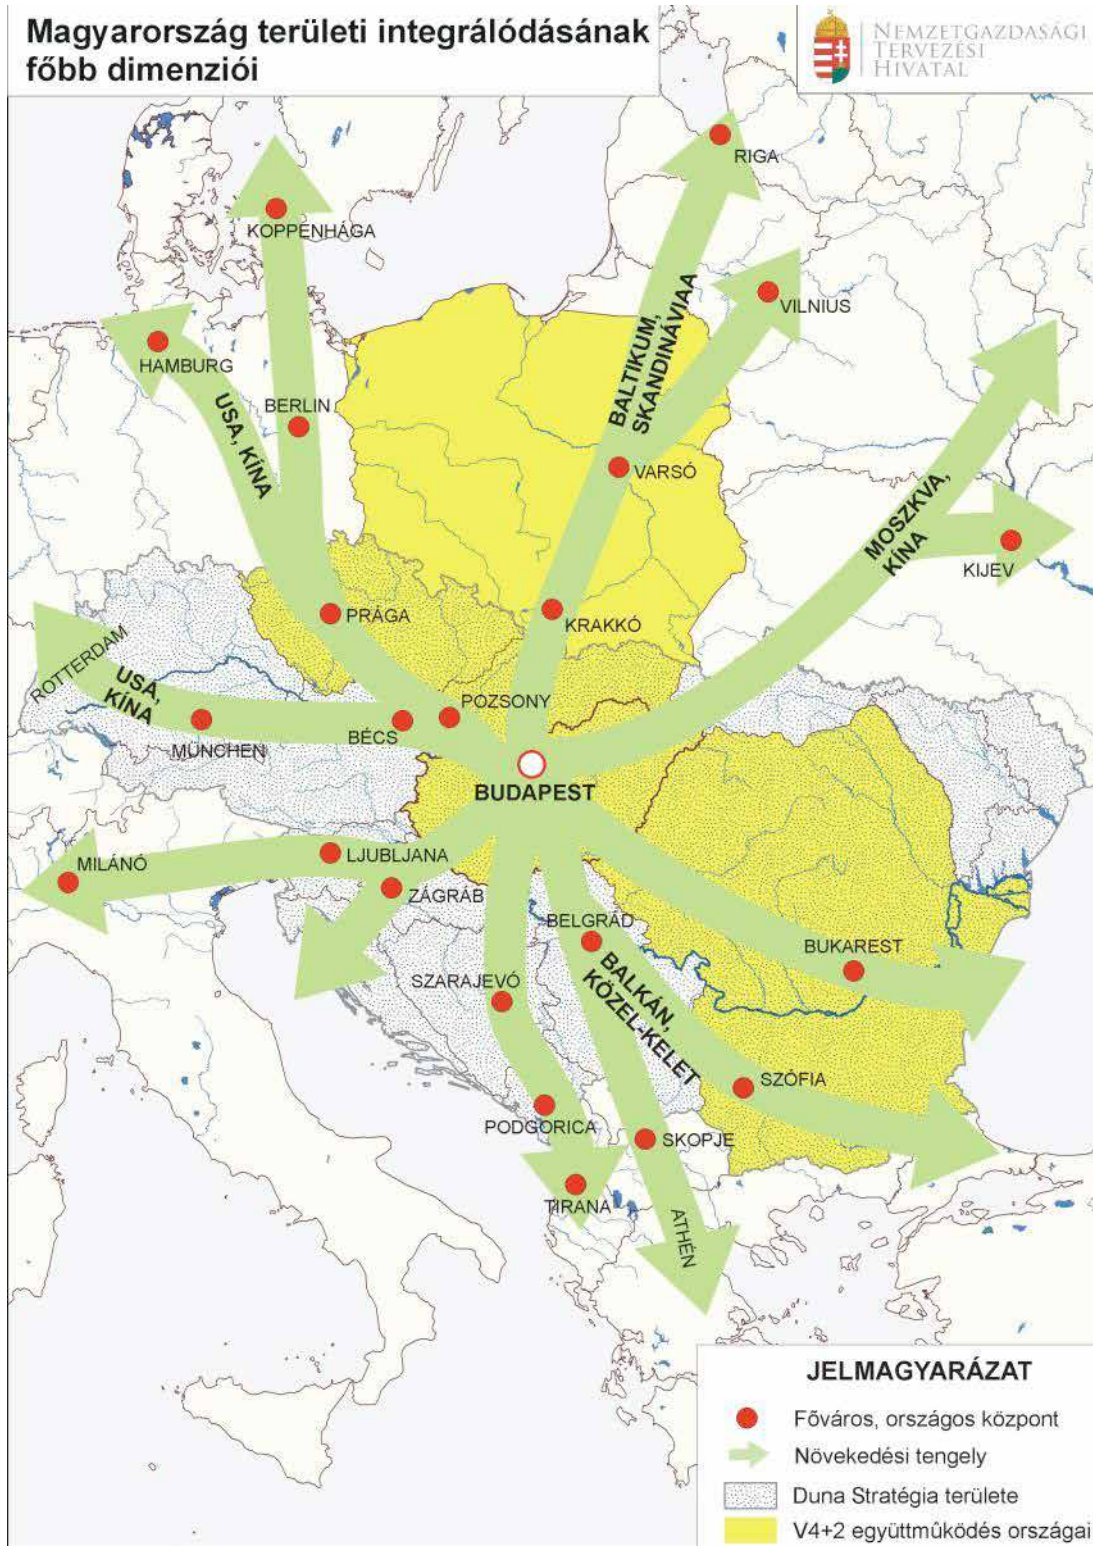 Magyarország területi integrálódásának
főbb dimenziói
NEMZETGAZDASÁGI
TERVEZÉSI
HIVATAL
RIGA
KOPPENHÁGA
VILNIUS
BALTIKUM,
SKANDINÁVIAA
HAMBURG
USA, KÍNA
BERLIN
VARSÓ
MOSZKVA,
KÍNA
KIJEV
PRÁGA
KRAKKÓ
ROTTERDAM
USA,
KÍNA
POZSONY
MÜNCHEN
BÉCS
BUDAPEST
MILÁNÓ
LJUBLJANA
ZÁGRÁB
BELGRÁD
BUKAREST
BALKÁN,
KÖZEL-KELET
SZARAJEVÓ
SZÓFIA
PODGORICA
SKOPJE
TIRANA
ATHÉN
JELMAGYARÁZAT
Főváros, országos központ
Növekedési tengely
Duna Stratégia területe
V4+2 együttműködés országai